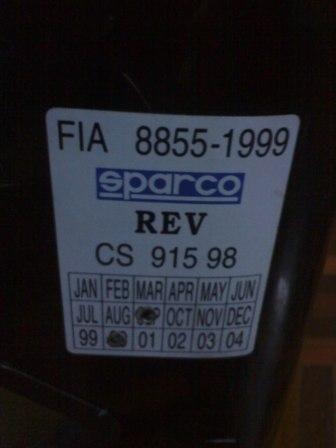 FIA 8855-1999
sparco
REV
CS 915 98
JAN FEB MAR APR MAY JUN
JUL AUG OCT NOV DEC
99 01 02 03 04